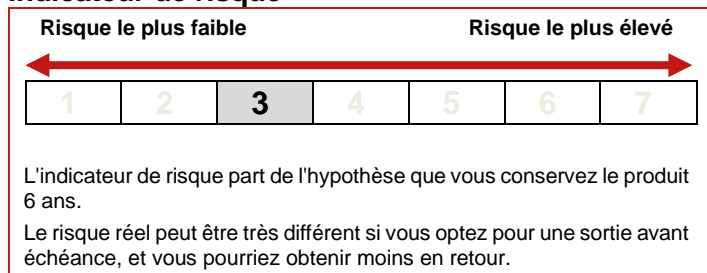 Indicateur de risque
Risque le plus faible Risque le plus élevé
1 2 3 4 5 6 7
L'indicateur de risque part de l'hypothèse que vous conservez le produit
6 ans.
Le risque réel peut être très différent si vous optez pour une sortie avant
échéance, et vous pourriez obtenir moins en retour.